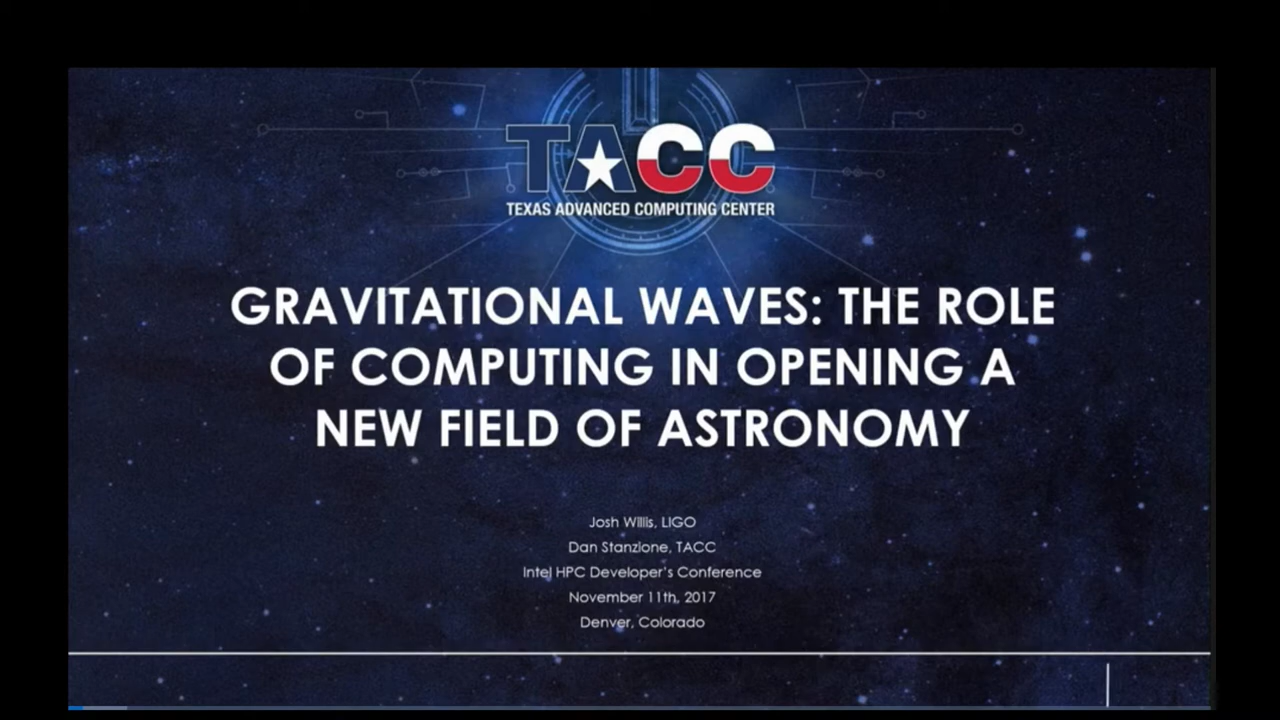 TACC
TEXAS ADVANCED COMPUTING CENTER
GRAVITATIONAL WAVES: THE ROLE
OF COMPUTING IN OPENING A
NEW FIELD OF ASTRONOMY
Josh Willis, LIGO
Dan Stanzione, TACC
Intel HPC Developer's Conference
November 11th, 2017
Denver, Colorado